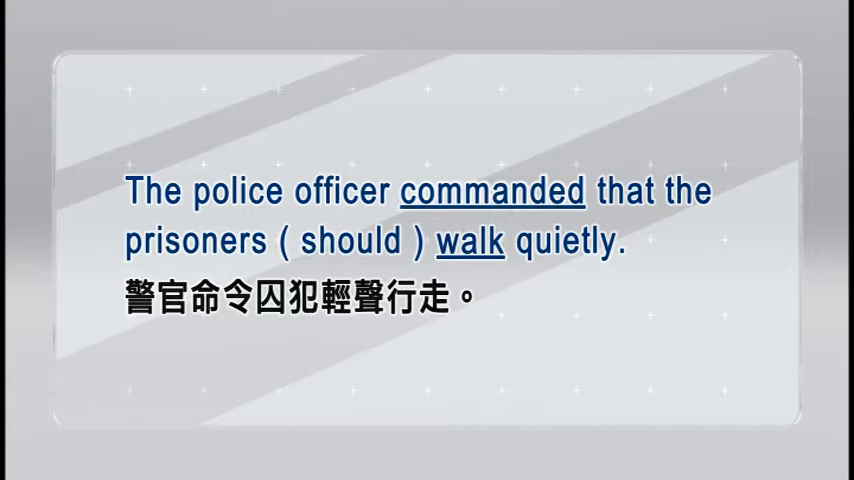 The police officer commanded that the
prisoners ( should ) walk quietly.
警官命令囚犯輕聲行走。